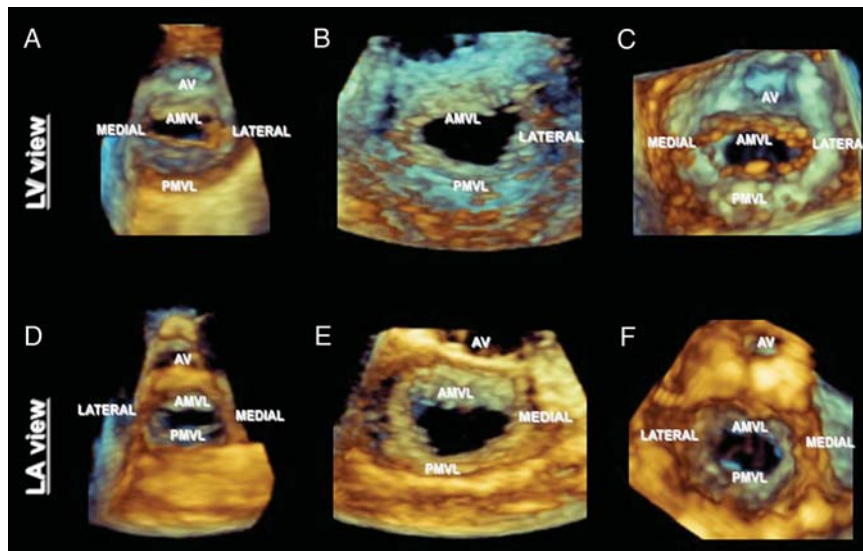 LV view
A
AV
AMVL
MEDIAL LATERAL
PMVL
B
AMVL
LATERAL
PMVL
C
AV
MEDIAL AMVL LATERAL
PMVL
LA view
D
AV
LATERAL AMVL
PMVL MEDIAL
E
AV
AMVL
MEDIAL
PMVL
F
AV
AMVL
LATERAL MEDIAL
PMVL